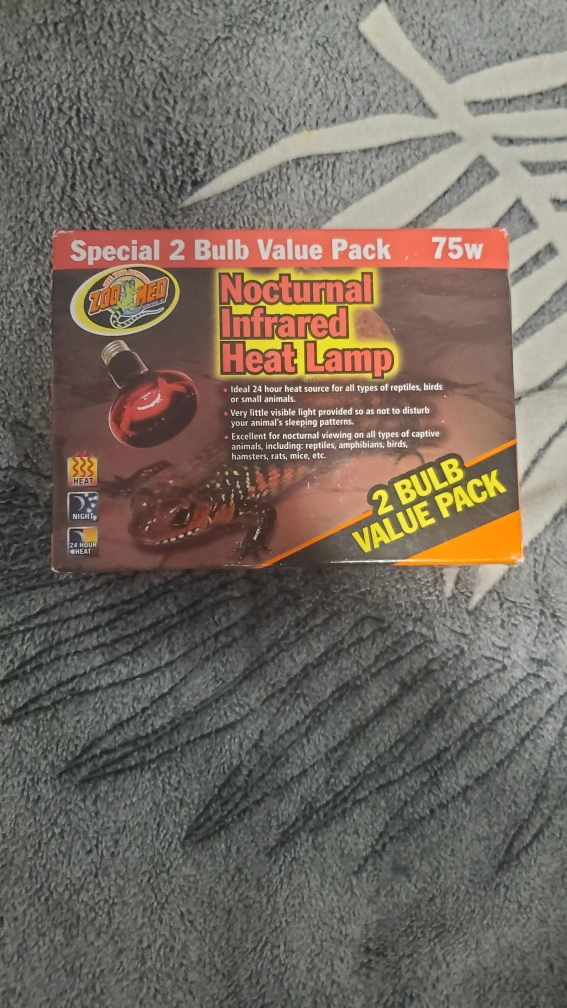 Special 2 Bulb Value Pack 75w
ZOO MED
Nocturnal
Infrared
Heat Lamp
Ideal 24 hour heat source for all types of reptiles, birds
or small animals.
Very little visible light provided so as not to disturb
your animal's sleeping patterns.
Excellent for nocturnal viewing on all types of captive
animals, including: reptiles, amphibians, birds,
hamsters, rats, mice, etc.
HEAT
NIGHT
24 HOUR
HEAT
2 BULB
VALUE PACK